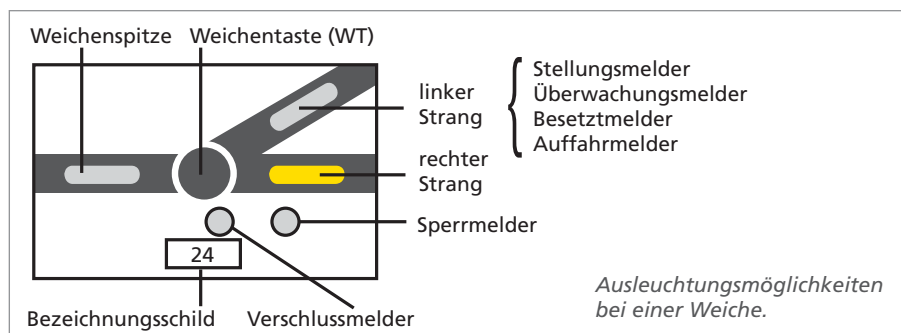 Weichenspitze
Weichentaste (WT)
linker
Strang
Stellungsmelder
Überwachungsmelder
Besetztmelder
Auffahrmelder
rechter
Strang
Sperrmelder
24
Bezeichnungsschild
Verschlussmelder
Ausleuchtungsmöglichkeiten
bei einer Weiche.